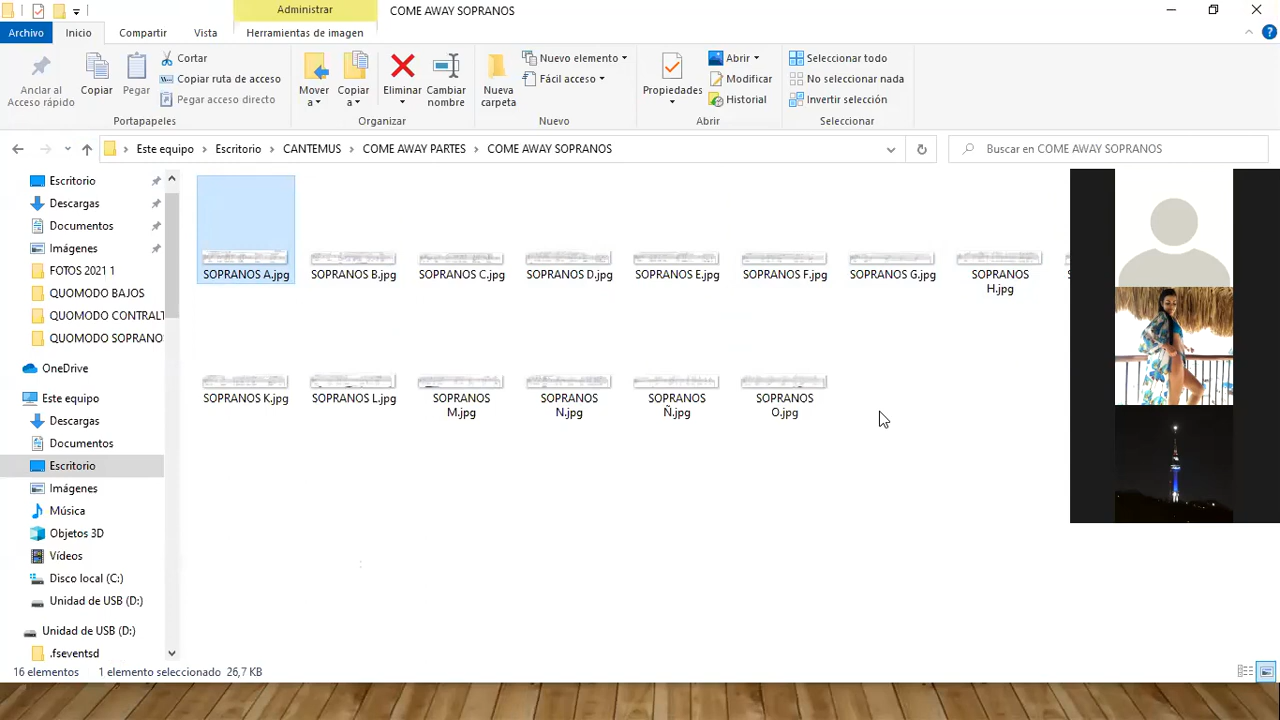 Administrar
COME AWAY SOPRANOS
Archivo
Inicio
Compartir
Vista
Herramientas de imagen
Anclar al Acceso rápido
Copiar
Pegar
Cortar
Copiar ruta de acceso
Pegar acceso directo
Portapapeles
Mover a
Copiar a
Eliminar
Cambiar nombre
Organizar
Nueva carpeta
Nuevo elemento
Fácil acceso
Nuevo
Propiedades
Abrir
Modificar
Historial
Abrir
Seleccionar todo
No seleccionar nada
Invertir selección
Seleccionar
Este equipo
Escritorio
CANTEMUS
COME AWAY PARTES
COME AWAY SOPRANOS
Buscar en COME AWAY SOPRANOS
Escritorio
Descargas
Documentos
Imágenes
FOTOS 2021 1
QUOMODO BAJOS
QUOMODO CONTRALT
QUOMODO SOPRANO
OneDrive
Este equipo
Descargas
Documentos
Escritorio
Imágenes
Música
Objetos 3D
Vídeos
Disco local (C:)
Unidad de USB (D:)
Unidad de USB (D:)
.fseventsd
SOPRANOS A.jpg
SOPRANOS B.jpg
SOPRANOS C.jpg
SOPRANOS D.jpg
SOPRANOS E.jpg
SOPRANOS F.jpg
SOPRANOS G.jpg
SOPRANOS
H.jpg
SOPRANOS K.jpg
SOPRANOS L.jpg
SOPRANOS
M.jpg
SOPRANOS
N.jpg
SOPRANOS
Ñ.jpg
SOPRANOS
O.jpg
16 elementos
1 elemento seleccionado
26,7 KB